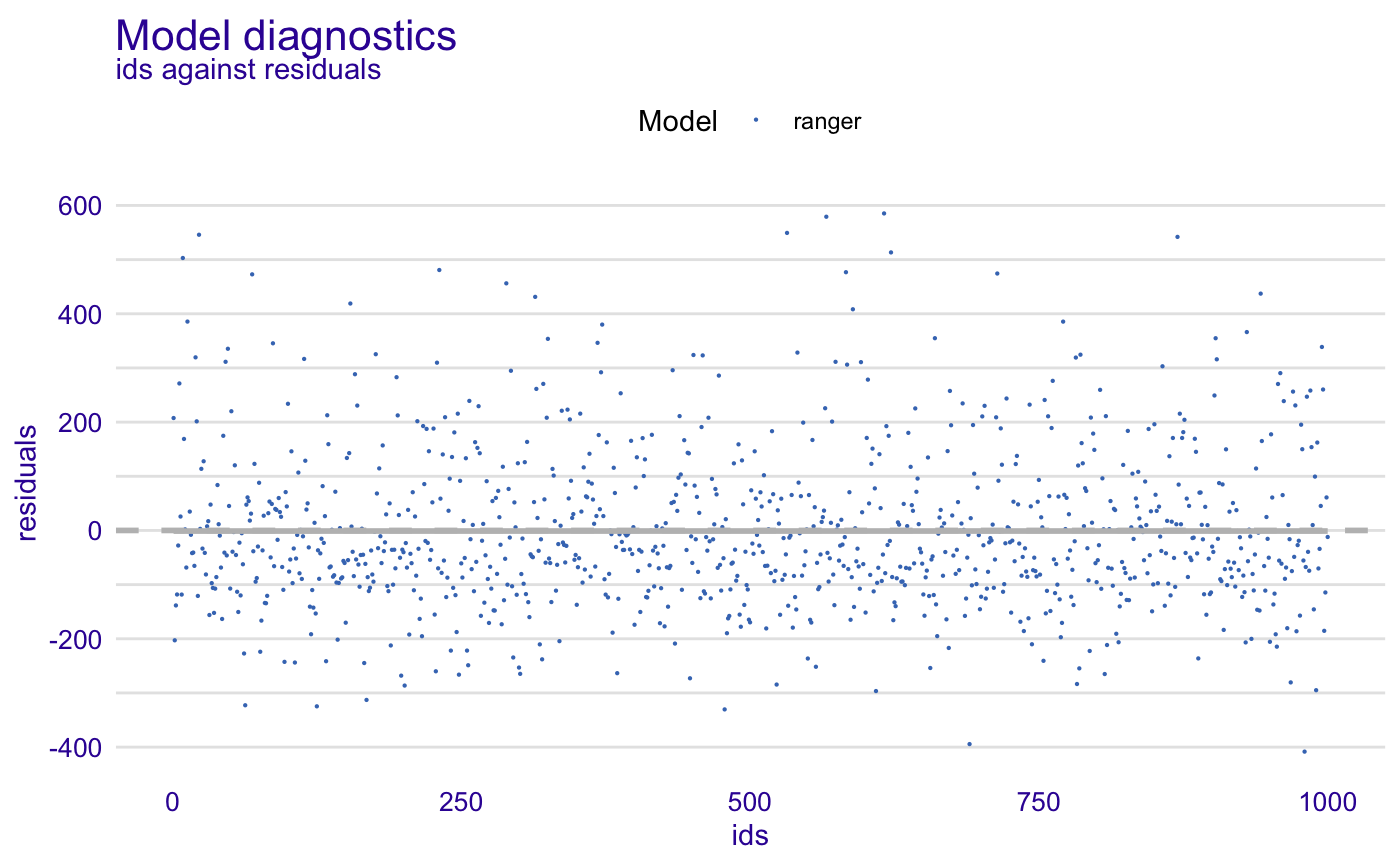 Model diagnostics
ids against residuals
Model ranger
600
400
200
0
-200
-400
residuals
0 250 500 750 1000
ids